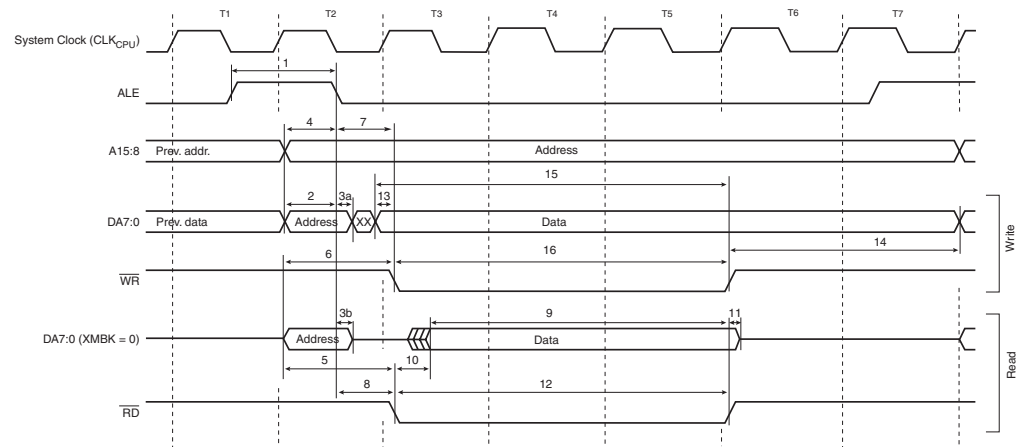 T1 T2 T3 T4 T5 T6 T7
System Clock (CLKCPU)
1
ALE
4 7
A15:8 Prev. addr. Address
15
2 3a 13
DA7:0 Prev. data Address XX Data
14
6 16
WR
Write
3b 9 11
DA7:0 (XMBK = 0) Address Data
5 10
8 12
RD
Read